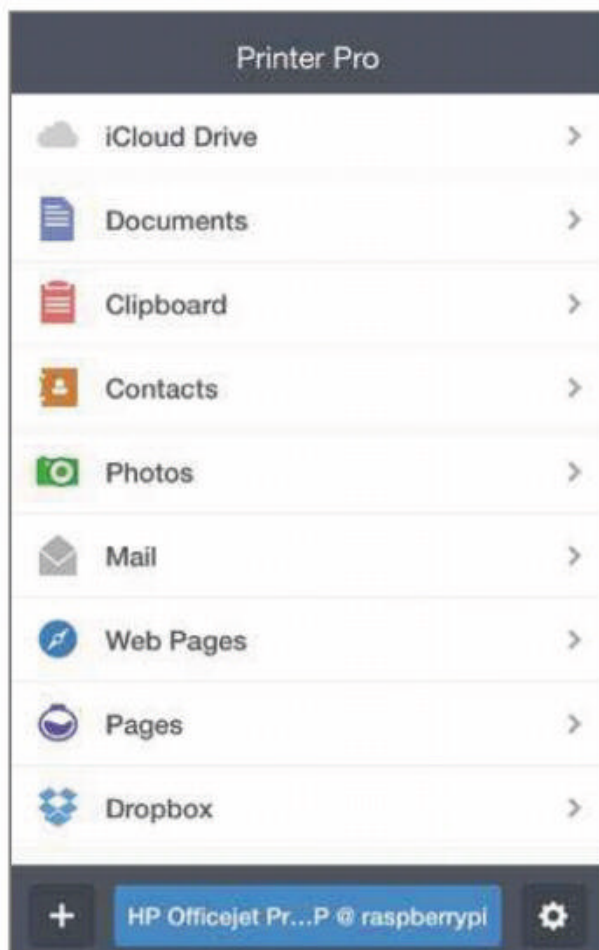 Printer Pro
iCloud Drive
Documents
Clipboard
Contacts
Photos
Mail
Web Pages
Pages
Dropbox
HP Officejet Pr...P @ raspberrypi